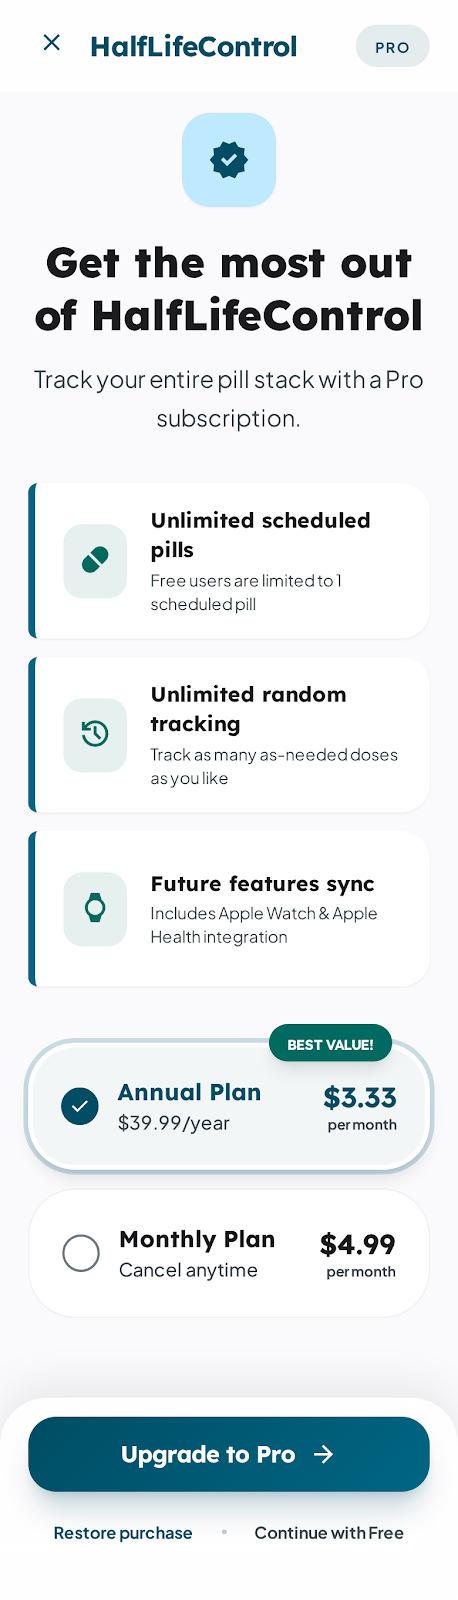 HalfLifeControl
PRO
Get the most out
of HalfLifeControl
Track your entire pill stack with a Pro
subscription.
Unlimited scheduled
pills
Free users are limited to 1
scheduled pill
Unlimited random
tracking
Track as many as-needed doses
as you like
Future features sync
Includes Apple Watch & Apple
Health integration
BEST VALUE!
Annual Plan
$39.99/year
$3.33
per month
Monthly Plan
Cancel anytime
$4.99
per month
Upgrade to Pro →
Restore purchase • Continue with Free